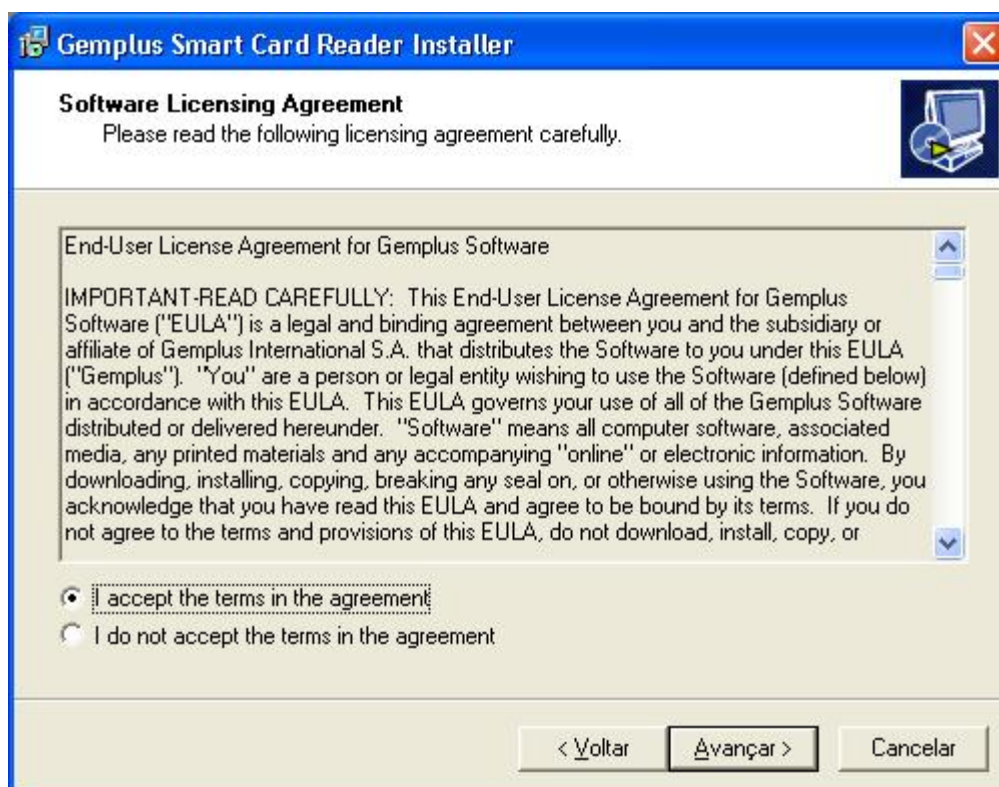 Gemplus Smart Card Reader Installer
Software Licensing Agreement
Please read the following licensing agreement carefully.
End-User License Agreement for Gemplus Software
IMPORTANT-READ CAREFULLY: This End-User License Agreement for Gemplus
Software ("EULA") is a legal and binding agreement between you and the subsidiary or
affiliate of Gemplus International S.A. that distributes the Software to you under this EULA
("Gemplus"). "You" are a person or legal entity wishing to use the Software (defined below)
in accordance with this EULA. This EULA governs your use of all of the Gemplus Software
distributed or delivered hereunder. "Software" means all computer software, associated
media, any printed materials and any accompanying "online" or electronic information. By
downloading, installing, copying, breaking any seal on, or otherwise using the Software, you
acknowledge that you have read this EULA and agree to be bound by its terms. If you do
not agree to the terms and provisions of this EULA, do not download, install, copy, or
I accept the terms in the agreement
I do not accept the terms in the agreement
< Voltar Avançar > Cancelar